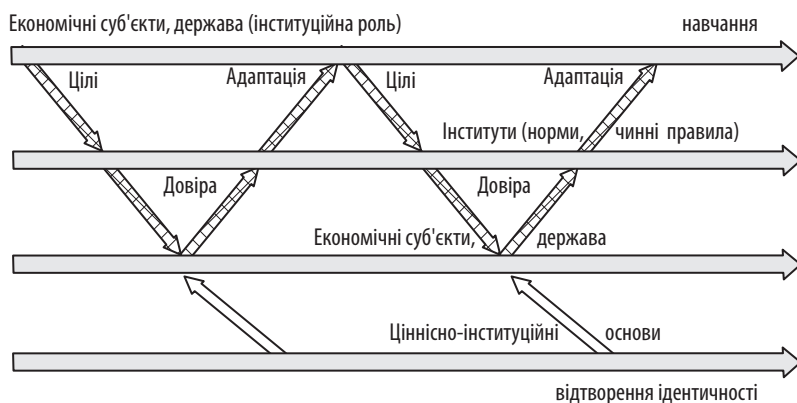 Економічні суб'єкти, держава (інституційна роль) навчання
Цілі Адаптація Цілі Адаптація
Інститути (норми, чинні правила)
Довіра Довіра
Економічні суб'єкти, держава
Ціннісно-інституційні основи
відтворення ідентичності